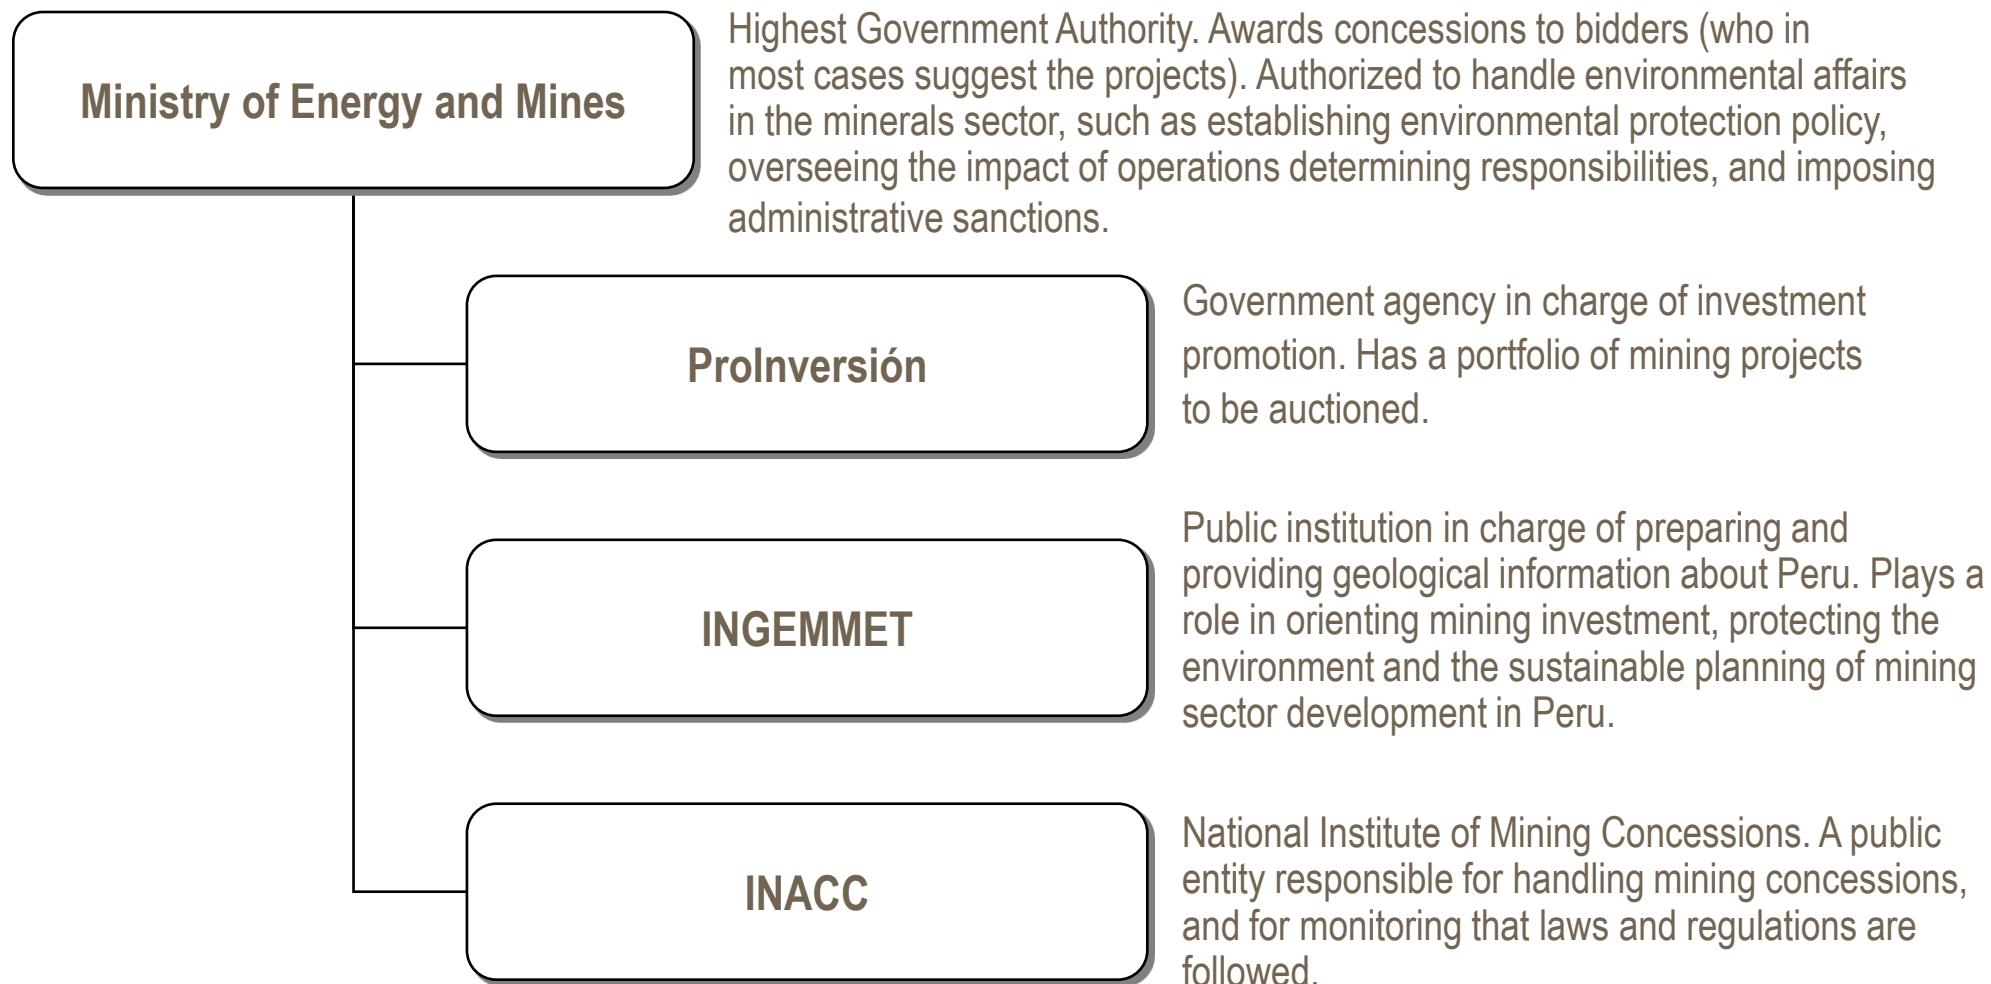 Ministry of Energy and Mines
Highest Government Authority. Awards concessions to bidders (who in
most cases suggest the projects). Authorized to handle environmental affairs
in the minerals sector, such as establishing environmental protection policy,
overseeing the impact of operations determining responsibilities, and imposing
administrative sanctions.
ProInversión
Government agency in charge of investment
promotion. Has a portfolio of mining projects
to be auctioned.
INGEMMET
Public institution in charge of preparing and
providing geological information about Peru. Plays a
role in orienting mining investment, protecting the
environment and the sustainable planning of mining
sector development in Peru.
INACC
National Institute of Mining Concessions. A public
entity responsible for handling mining concessions,
and for monitoring that laws and regulations are
followed.